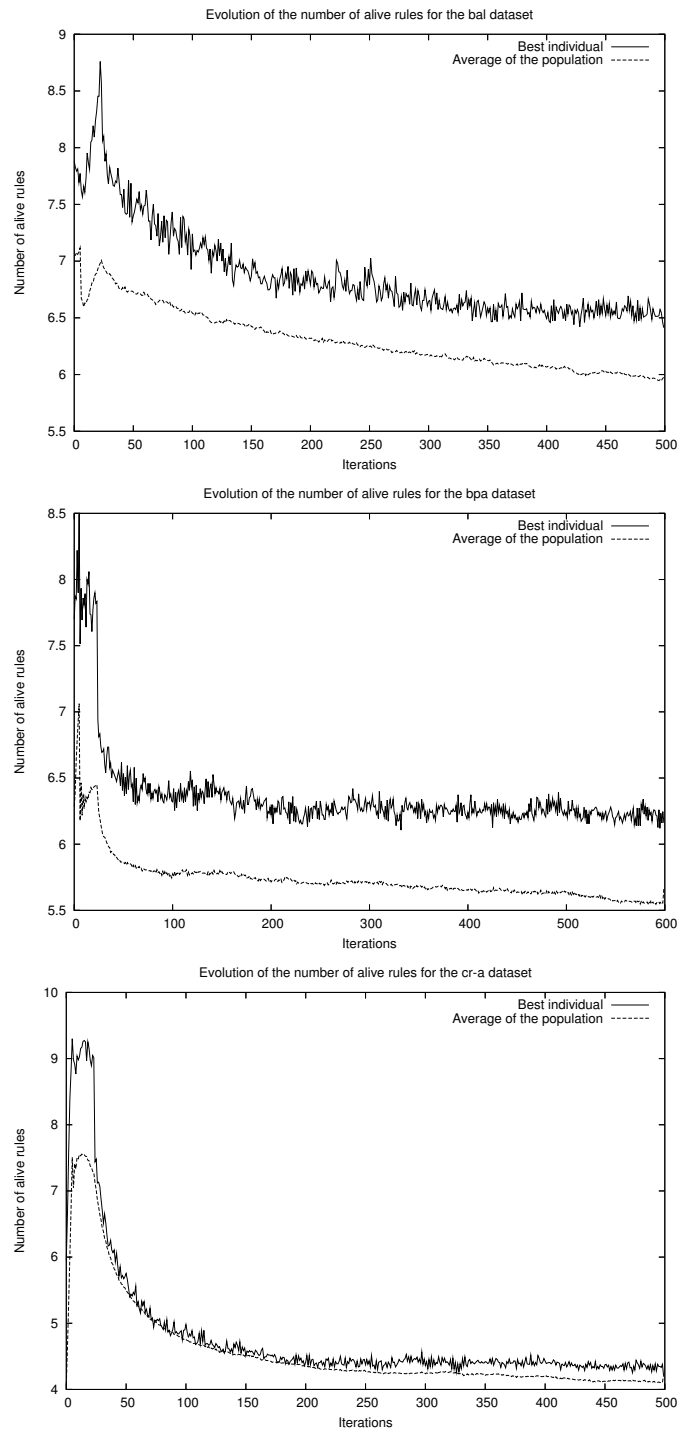 Evolution of the number of alive rules for the bal dataset
9
8.5
8
7.5
7
6.5
6
5.5
Number of alive rules
Best individual
Average of the population
0 50 100 150 200 250 300 350 400 450 500
Iterations
Evolution of the number of alive rules for the bpa dataset
8.5
8
7.5
7
6.5
6
5.5
Number of alive rules
Best individual
Average of the population
0 100 200 300 400 500 600
Iterations
Evolution of the number of alive rules for the cr-a dataset
10
9
8
7
6
5
4
Number of alive rules
Best individual
Average of the population
0 50 100 150 200 250 300 350 400 450 500
Iterations